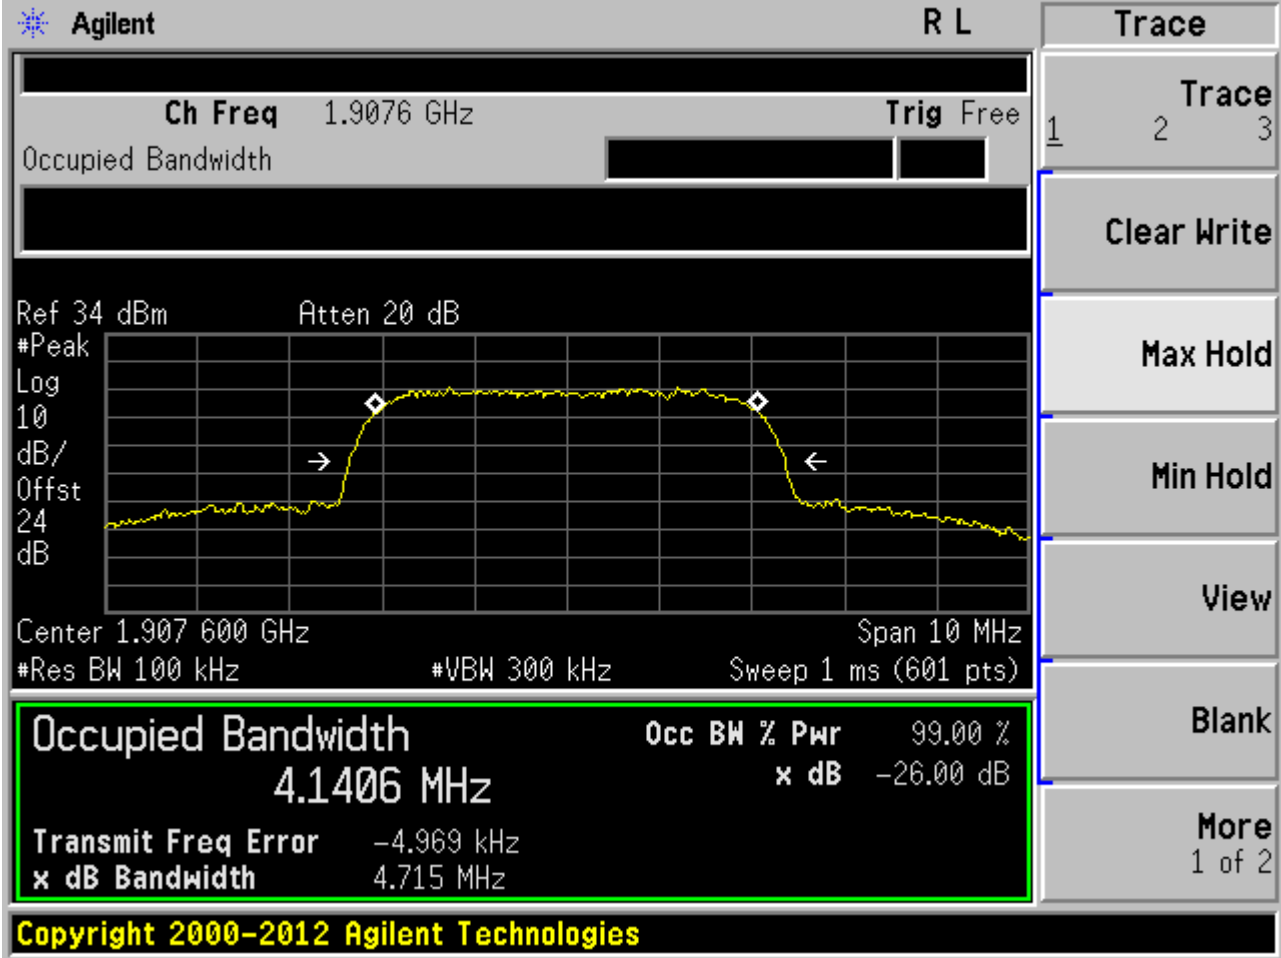 Agilent R L Trace
Ch Freq 1.9076 GHz Trig Free
Occupied Bandwidth
Trace
1 2 3
Clear Write
Max Hold
Min Hold
View
Blank
More
1 of 2
Ref 34 dBm Atten 20 dB
#Peak
Log
10
dB/
Offst
24
dB
Center 1.907 600 GHz Span 10 MHz
#Res BW 100 kHz #VBW 300 kHz Sweep 1 ms (601 pts)
Occupied Bandwidth Occ BW % Pwr 99.00 %
4.1406 MHz x dB -26.00 dB
Transmit Freq Error -4.969 kHz
x dB Bandwidth 4.715 MHz
Copyright 2000-2012 Agilent Technologies